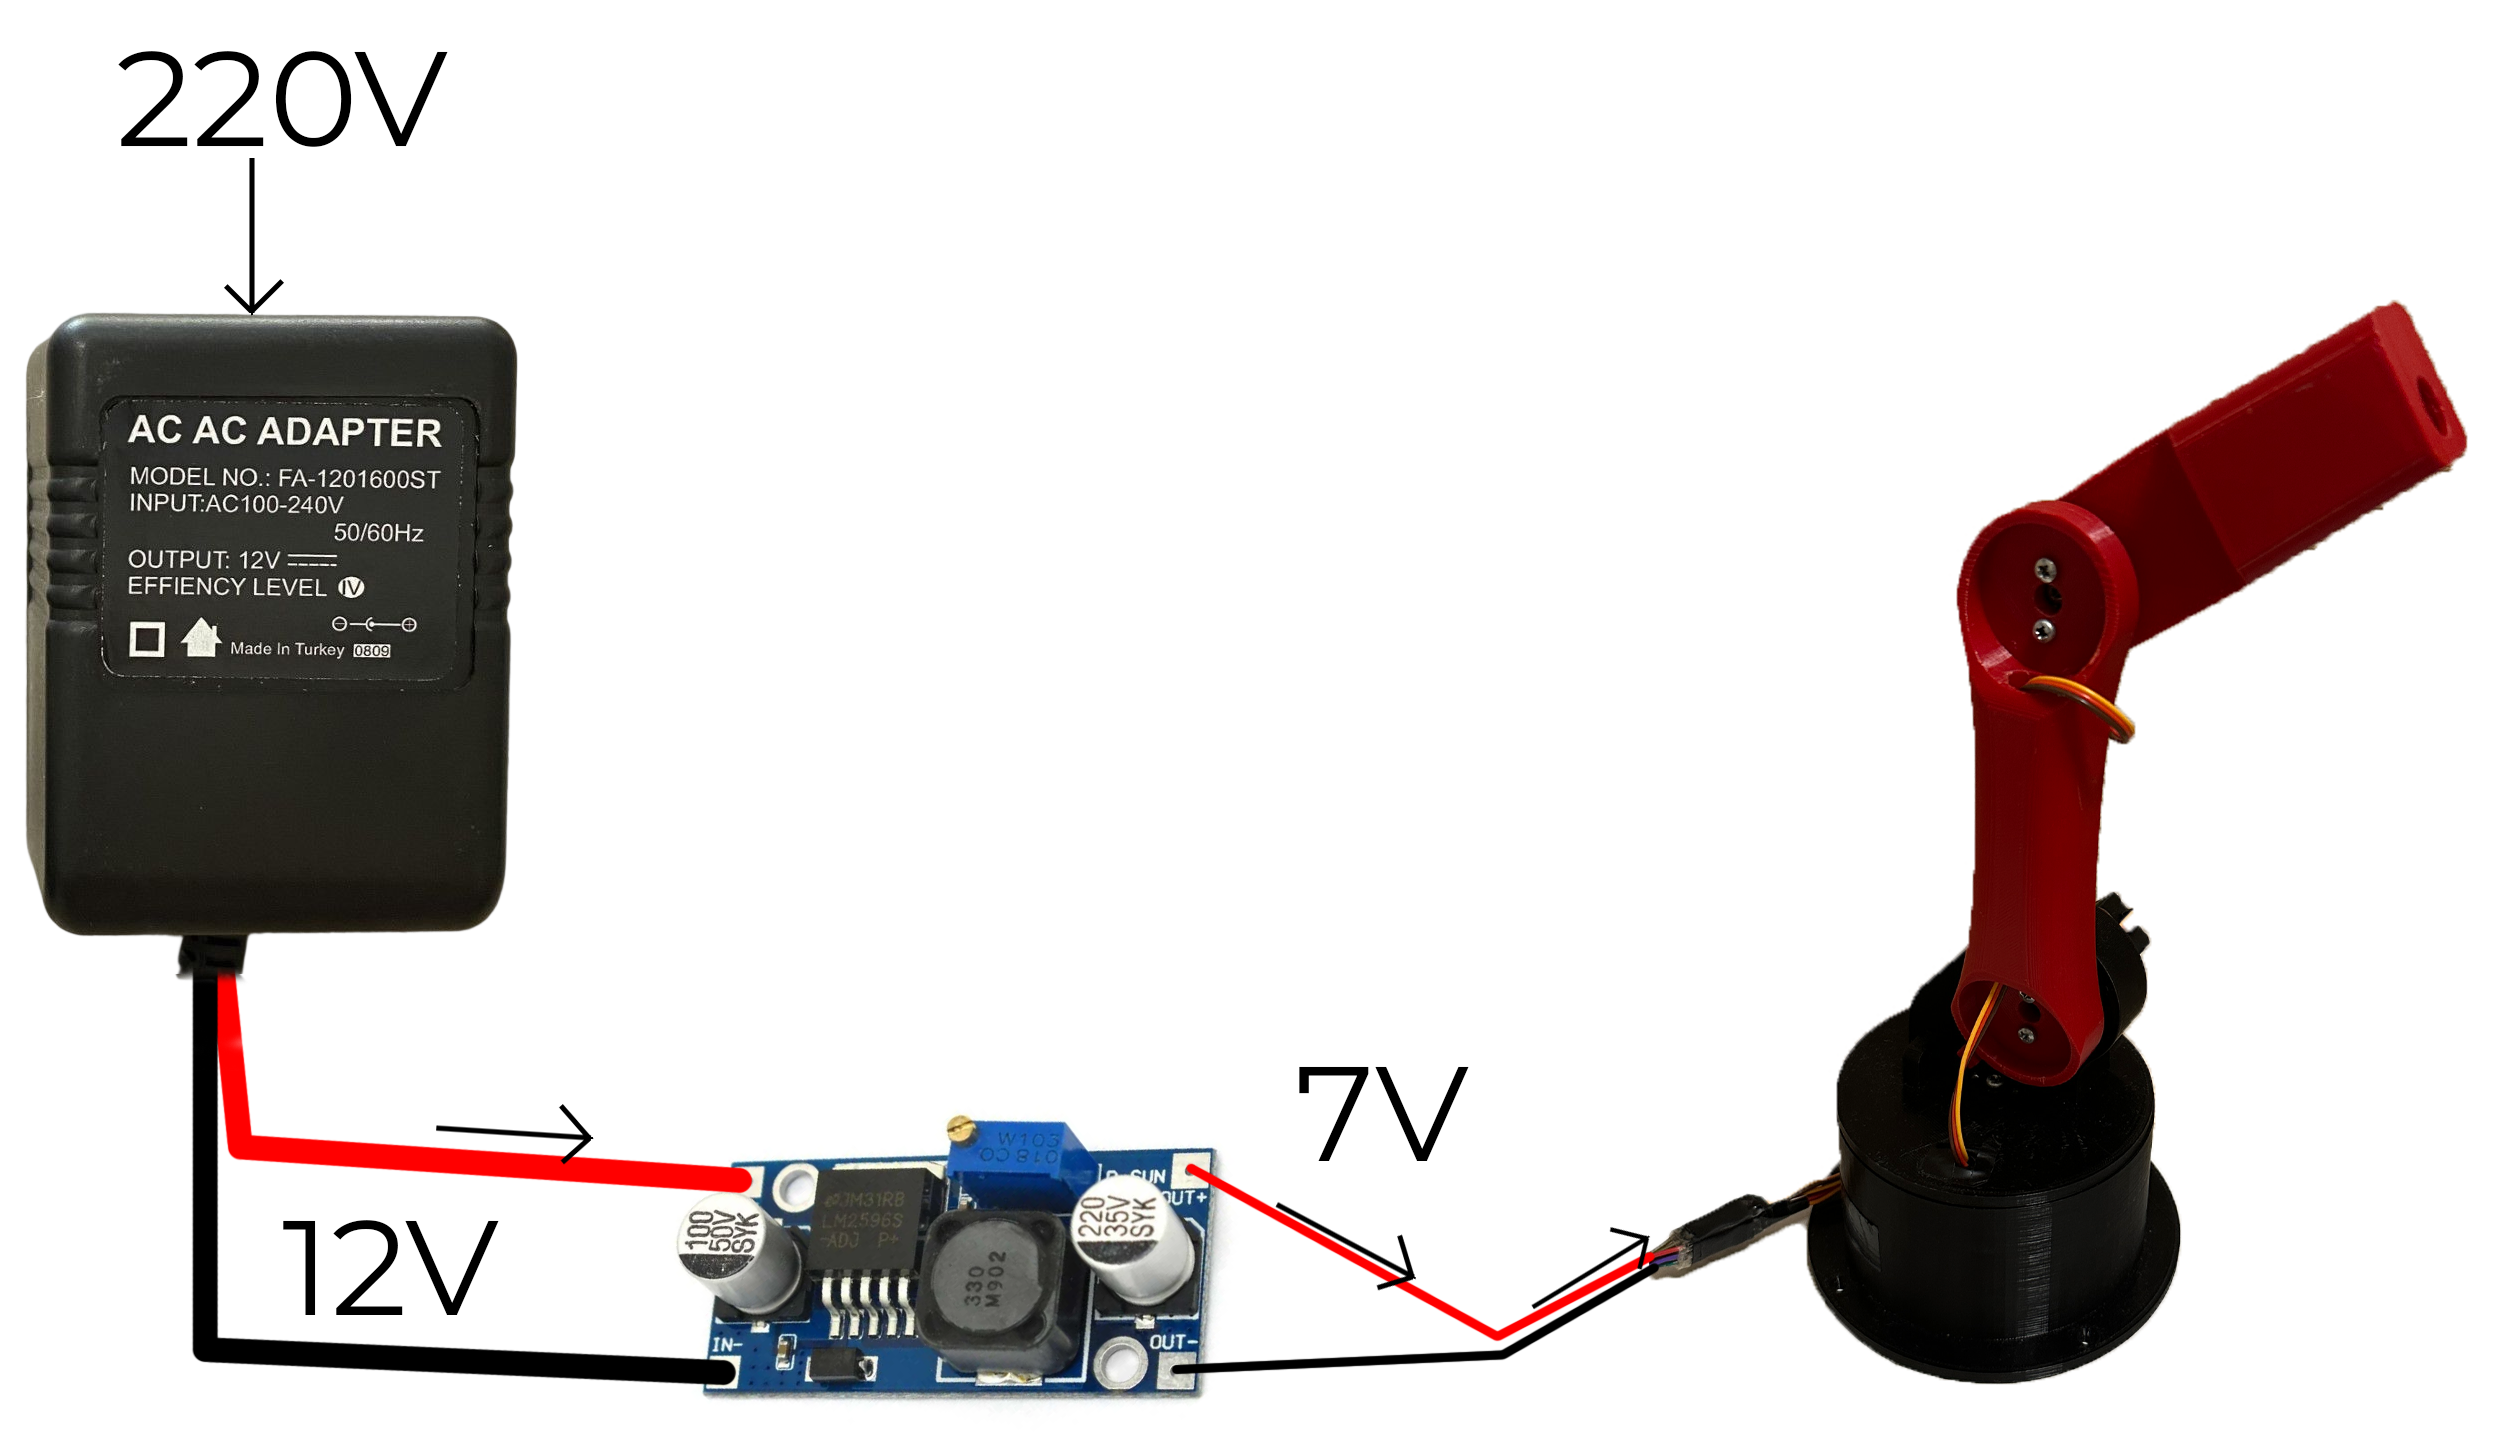 220V
AC AC ADAPTER
MODEL NO.: FA-1201600ST
INPUT:AC100-240V
50/60Hz
OUTPUT: 12V
EFFIENCY LEVEL IV
Made In Turkey 0809
12V
7V
W103
100
50V
SYK
LM2596S
-ADJ P+
330
M902
220
35V
SYK
OUT+
IN-
OUT-